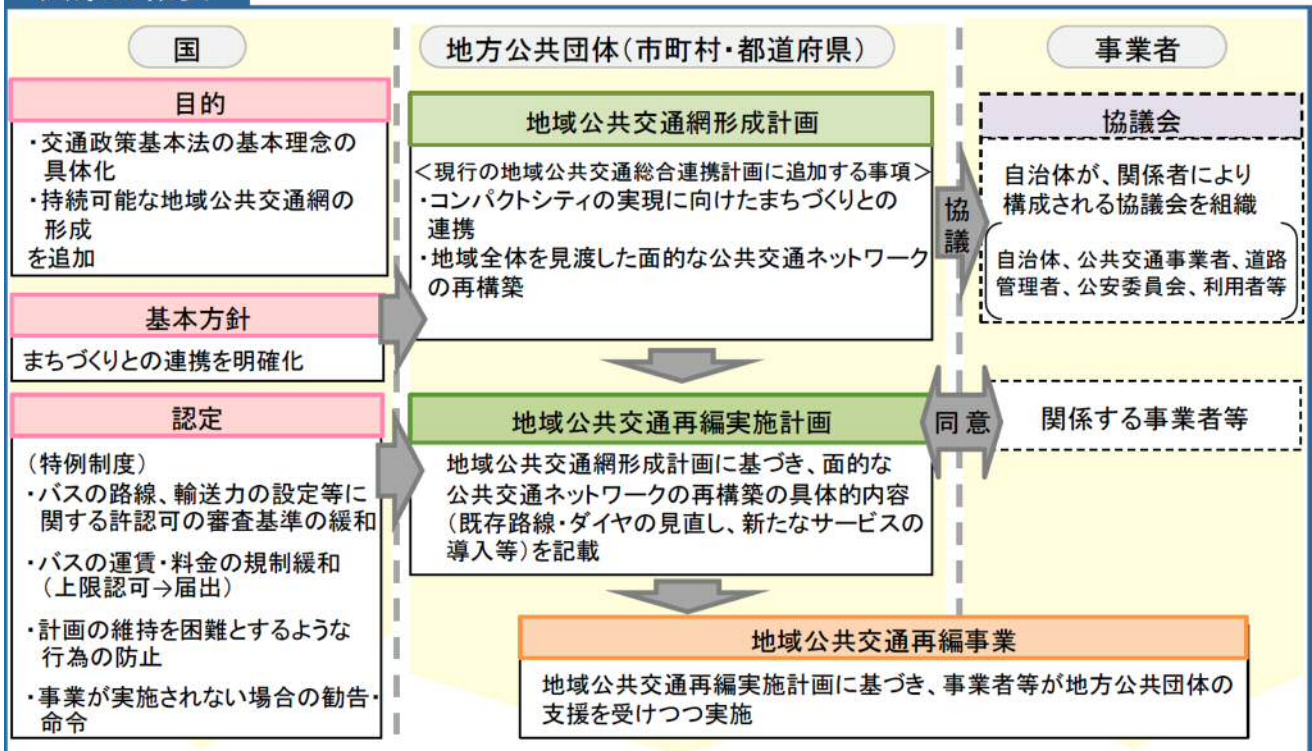 国
目的
・交通政策基本法の基本理念の
具体化
・持続可能な地域公共交通網の
形成
を追加
基本方針
まちづくりとの連携を明確化
認定
(特例制度)
・バスの路線、輸送力の設定等に
関する許認可の審査基準の緩和
・バスの運賃・料金の規制緩和
(上限認可→届出)
・計画の維持を困難とするような
行為の防止
・事業が実施されない場合の勧告・
命令
地方公共団体(市町村・都道府県)
地域公共交通網形成計画
<現行の地域公共交通総合連携計画に追加する事項>
・コンパクトシティの実現に向けたまちづくりとの
連携
・地域全体を見渡した面的な公共交通ネットワーク
の再構築
協議
地域公共交通再編実施計画
地域公共交通網形成計画に基づき、面的な
公共交通ネットワークの再構築の具体的内容
(既存路線・ダイヤの見直し、新たなサービスの
導入等)を記載
同意
事業者
協議会
自治体が、関係者により
構成される協議会を組織
自治体、公共交通事業者、道路
管理者、公安委員会、利用者等
関係する事業者等
地域公共交通再編事業
地域公共交通再編実施計画に基づき、事業者等が地方公共団体の
支援を受けつつ実施